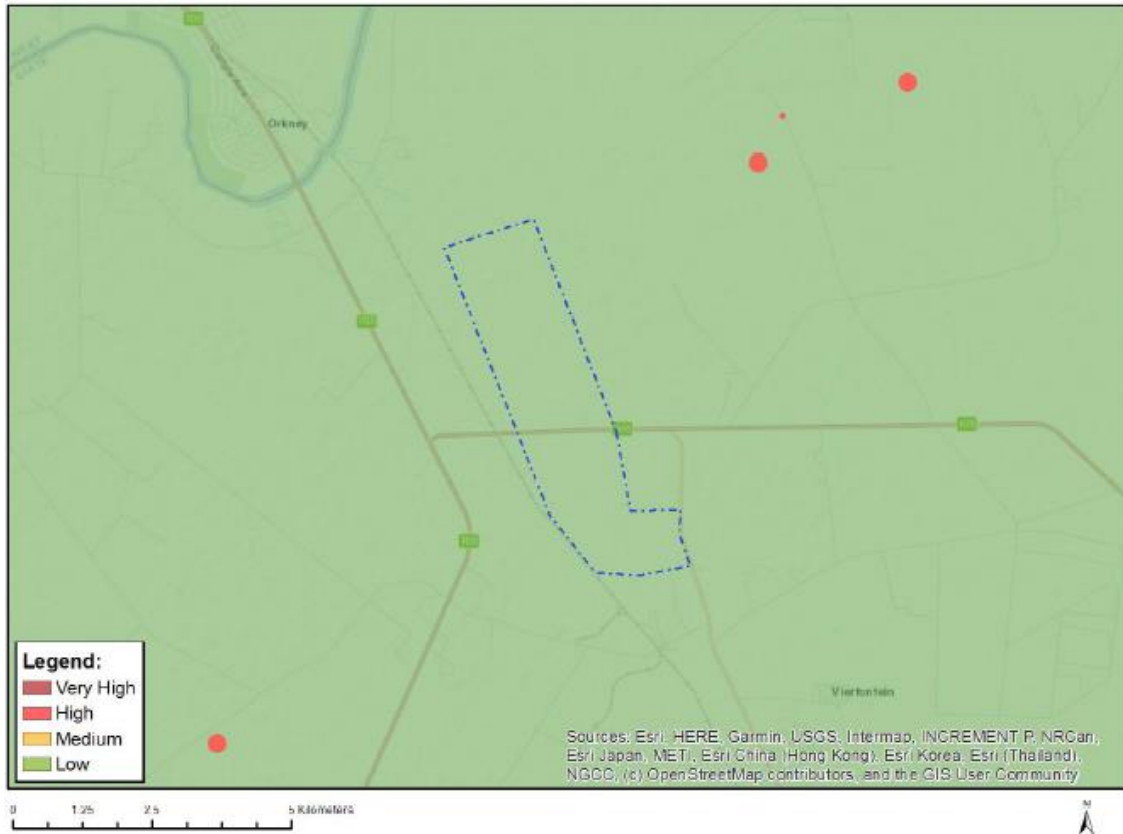 Orkney
Vierfontein
Legend:
Very High
High
Medium
Low
Sources: Esri, HERE, Garmin, USGS, Intermap, INCREMENT P, NRCan,
Esri Japan, METI, Esri China (Hong Kong), Esri Korea, Esri (Thailand),
NGCC, (c) OpenStreetMap contributors, and the GIS User Community
0 1.25 2.5 5 Kilometers
N